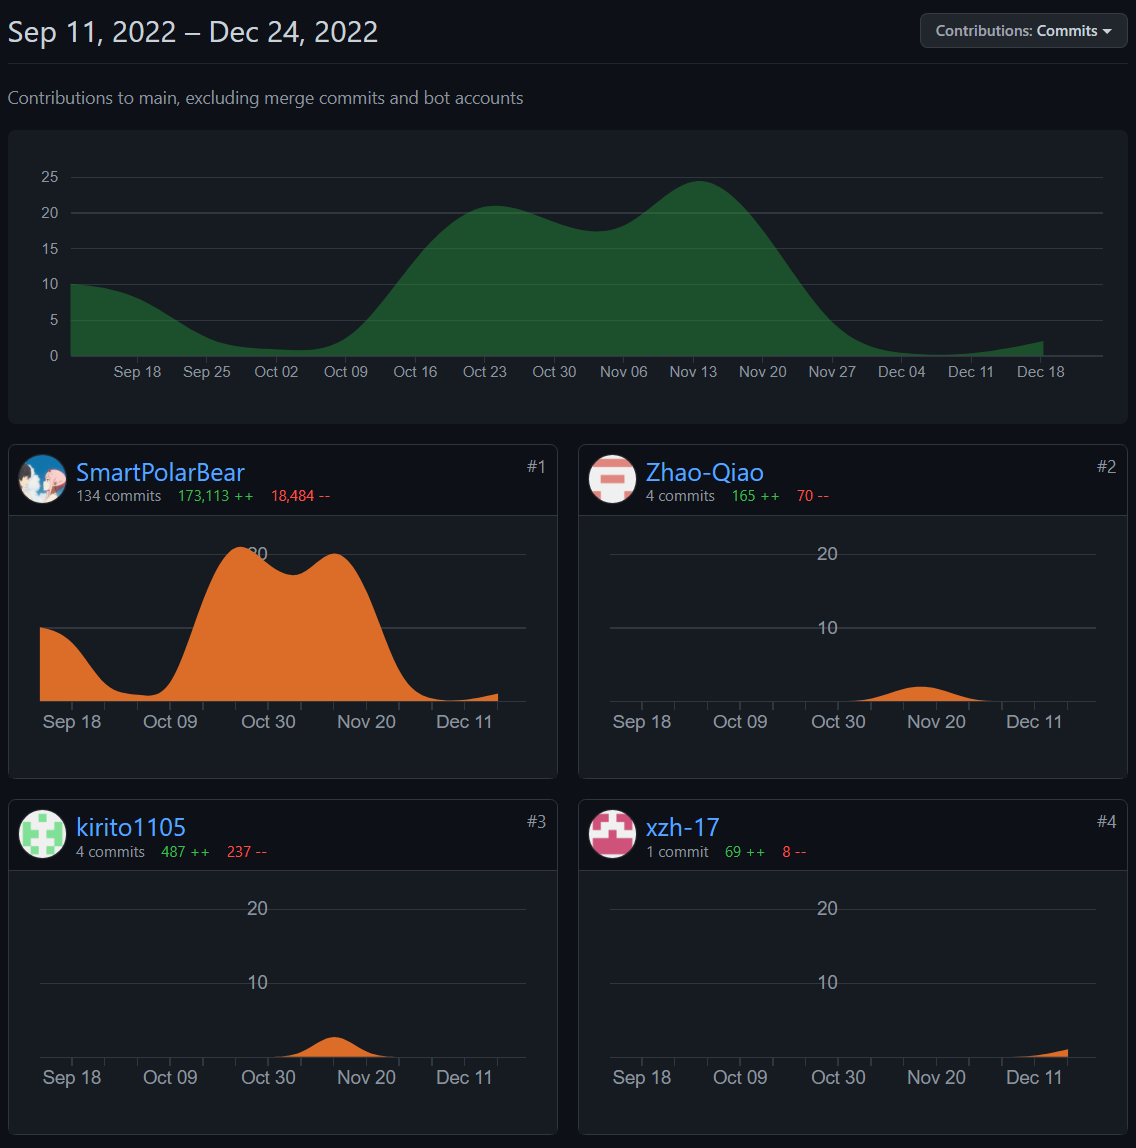 Sep 11, 2022 – Dec 24, 2022
Contributions: Commits
Contributions to main, excluding merge commits and bot accounts
25
20
15
10
5
0
Sep 18 Sep 25 Oct 02 Oct 09 Oct 16 Oct 23 Oct 30 Nov 06 Nov 13 Nov 20 Nov 27 Dec 04 Dec 11 Dec 18
SmartPolarBear #1
134 commits 173,113 ++ 18,484 --
20
Sep 18 Oct 09 Oct 30 Nov 20 Dec 11
Zhao-Qiao #2
4 commits 165 ++ 70 --
20
10
Sep 18 Oct 09 Oct 30 Nov 20 Dec 11
kirito1105 #3
4 commits 487 ++ 237 --
20
10
Sep 18 Oct 09 Oct 30 Nov 20 Dec 11
xzh-17 #4
1 commit 69 ++ 8 --
20
10
Sep 18 Oct 09 Oct 30 Nov 20 Dec 11